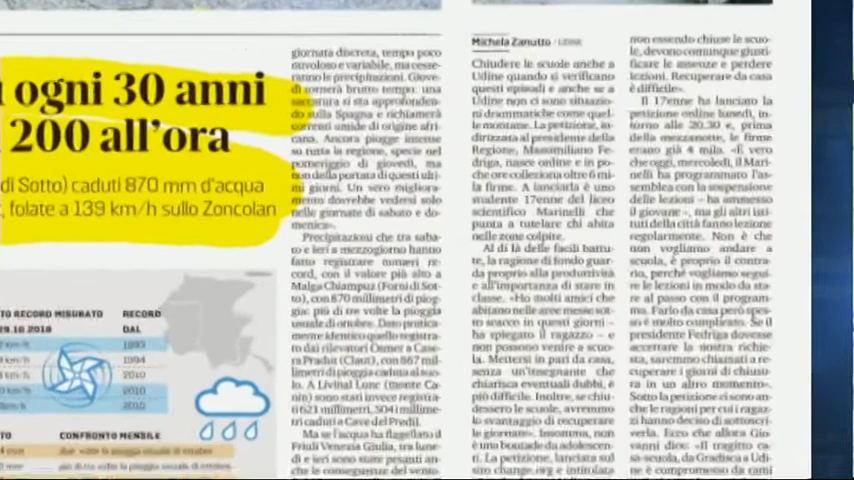 ogni 30 anni
200 all'ora
di Sotto) caduti 870 mm d'acqua
folate a 139 km/h sullo Zoncolan
TO RECORD MISURATO RECORD
29.10.2018 DAL
1993
1994
2010
2010
2010
CONFRONTO MENSILE
giornata discreta, tempo poco
nuvoloso e variabile, ma cesse-
ranno le precipitazioni. Giove-
dì tornerà brutto tempo: una
saccatura si sta approfonden-
do sulla Spagna e richiamerà
correnti umide di origine afri-
cana. Ancora piogge intense
su tutta la regione, specie nel
pomeriggio di giovedì, ma
non della portata di questi ulti-
mi giorni. Un vero migliora-
mento dovrebbe vedersi solo
nelle giornate di sabato e do-
menica».
Precipitazioni che tra saba-
to e ieri a mezzogiorno hanno
fatto registrare numeri re-
cord, con il valore più alto a
Malga Chiampuz (Forni di Sot-
to), con 870 millimetri di piog-
gia: più di tre volte la pioggia
usuale di ottobre. Dato pratica-
mente identico quello registra-
to dai rilevatori Osmer a Case-
ra Pradut (Claut), con 867 mil-
limetri di pioggia caduta al suo-
lo. A Livinal Lunc (monte Ca-
nin) sono stati invece registra-
ti 621 millimetri, 504 i millime-
tri caduti a Cave del Predil.
Ma se l'acqua ha flagellato il
Friuli Venezia Giulia, tra lune-
dì e ieri sono state pesanti an-
che le conseguenze del vento
Michela Zanutto / UDINE
Chiudere le scuole anche a
Udine quando si verificano
questi episodi e anche se a
Udine non ci sono situazio-
ni drammatiche come quel-
le montane. La petizione, in-
dirizzata al presidente della
Regione, Massimiliano Fe-
driga, nasce online e in po-
che ore colleziona oltre 6 mi-
la firme. A lanciarla è uno
studente 17enne del liceo
scientifico Marinelli che
punta a tutelare chi abita
nelle zone colpite.
Al di là delle facili battu-
te, la ragione di fondo guar-
da proprio alla produttività
e all'importanza di stare in
classe. «Ho molti amici che
abitano nelle aree messe sot-
to scacco in questi giorni –
ha spiegato il ragazzo – e
non possono venire a scuo-
la. Mettersi in pari da casa,
senza un'insegnante che
chiarisca eventuali dubbi, è
più difficile. Inoltre, se chiu-
dessero le scuole, avremmo
lo svantaggio di recuperare
le giornate». Insomma, non
è una boutade da adolescen-
ti. La petizione, lanciata sul
sito change.org e intitolata
non essendo chiuse le scuo-
le, devono comunque giusti-
ficare le assenze e perdere
lezioni. Recuperare da casa
è difficile».
Il 17enne ha lanciato la
petizione online lunedì, in-
torno alle 20.30 e, prima
della mezzanotte, le firme
erano già 4 mila. «È vero
che oggi, mercoledì, il Mari-
nelli ha programmato l'as-
semblea con la sospensione
delle lezioni – ha ammesso
il giovane –, ma gli altri isti-
tuti della città fanno lezione
regolarmente. Non è che
non vogliamo andare a
scuola, è proprio il contra-
rio, perché vogliamo segui-
re le lezioni in modo da sta-
re al passo con il program-
ma. Farlo da casa però spes-
so è molto complicato. Se il
presidente Fedriga dovesse
accettare la nostra richie-
sta, saremmo chiamati a re-
cuperare i giorni di chiusu-
ra in un altro momento».
Sotto la petizione ci sono an-
che le ragioni per cui i ragaz-
zi hanno deciso di sottoscri-
verla. Ecco che allora Gio-
vanni dice: «Il tragitto ca-
sa-scuola, da Gradisca a Udi-
ne è compromesso da rami